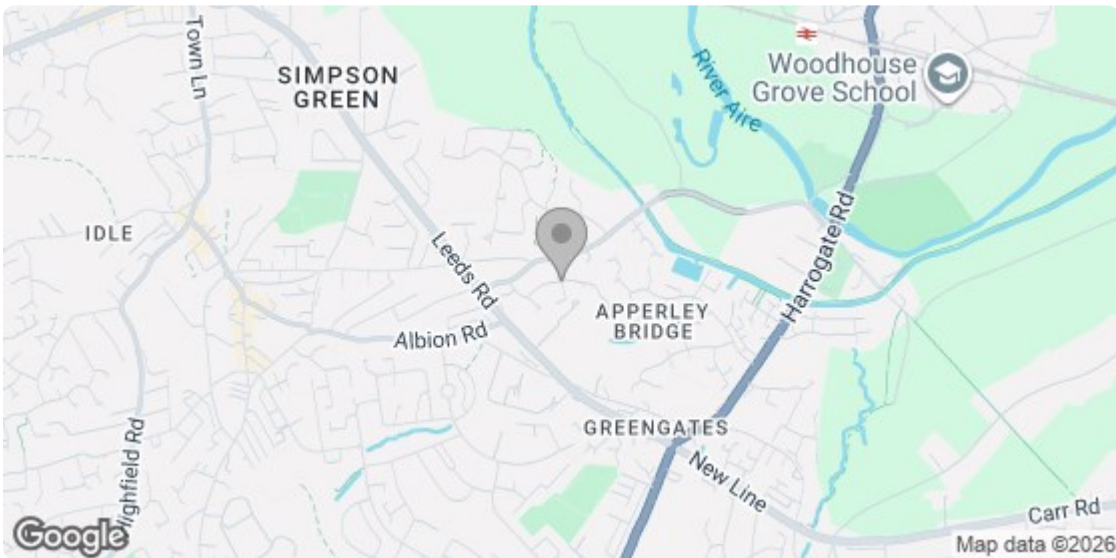 Town Ln
SIMPSON
GREEN
Woodhouse
Grove School
River Aire
IDLE
Leeds Rd
Harrogate Rd
APPERLEY
BRIDGE
Albion Rd
GREENGATES
Highfield Rd
New Line
Carr Rd
Google
Map data ©2026